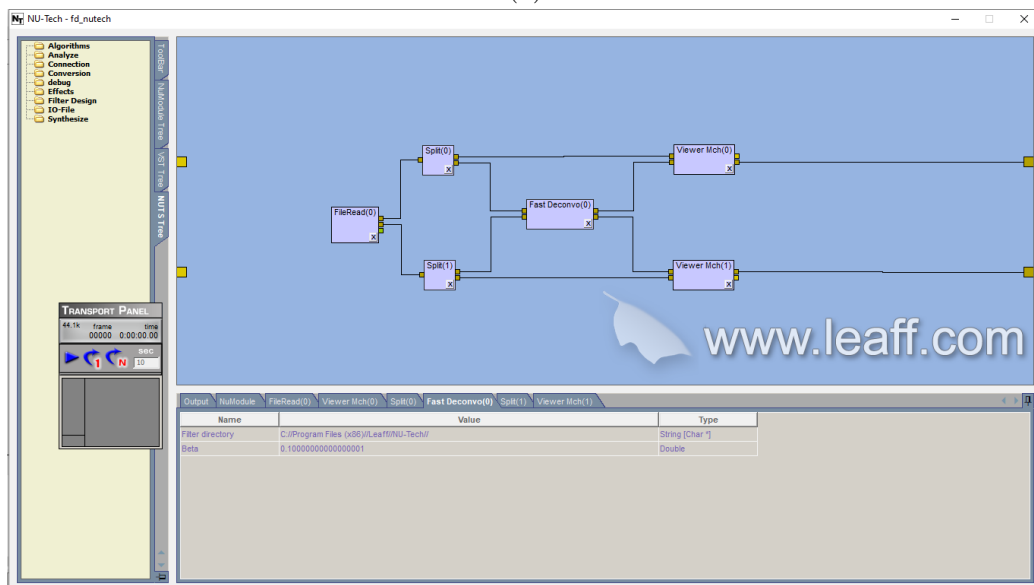 NU-Tech - fd_nutech
Algorithms
Analyze
Connection
Conversion
debug
Effects
Filter Design
IO-File
Synthesize
ToolBar
NuModule Tree
VST Tree
NUTS Tree
Split(0)
X
Viewer Mch(0)
X
FileRead(0)
X
Fast Deconvo(0)
X
Split(1)
X
Viewer Mch(1)
X
www.leaff.com
TRANSPORT PANEL
44.1k frame time
00000 0:00:00.00
sec
1 N 10
Output NuModule FileRead(0) Viewer Mch(0) Split(0) Fast Deconvo(0) Split(1) Viewer Mch(1)
Name Value Type
Filter directory C://Program Files (x86)//Leaff//NU-Tech// String [Char *]
Beta 0.10000000000000001 Double